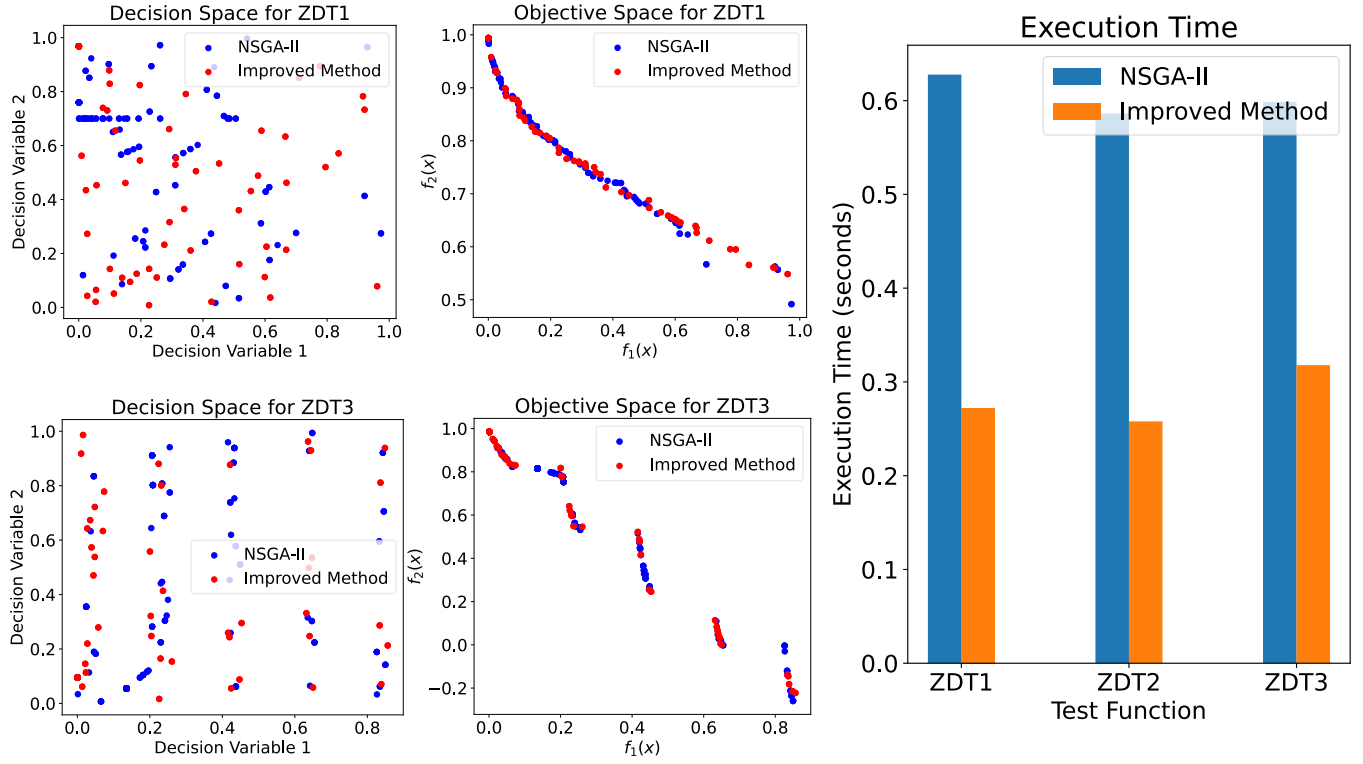 Decision Space for ZDT1
NSGA-II
Improved Method
Decision Variable 2
1.0
0.8
0.6
0.4
0.2
0.0
0.0 0.2 0.4 0.6 0.8 1.0
Decision Variable 1
Objective Space for ZDT1
NSGA-II
Improved Method
f₂(x)
1.0
0.9
0.8
0.7
0.6
0.5
0.0 0.2 0.4 0.6 0.8 1.0
f₁(x)
Decision Space for ZDT3
NSGA-II
Improved Method
Decision Variable 2
1.0
0.8
0.6
0.4
0.2
0.0
0.0 0.2 0.4 0.6 0.8
Decision Variable 1
Objective Space for ZDT3
NSGA-II
Improved Method
f₂(x)
1.0
0.8
0.6
0.4
0.2
0.0
−0.2
0.0 0.2 0.4 0.6 0.8
f₁(x)
Execution Time
NSGA-II
Improved Method
Execution Time (seconds)
0.6
0.5
0.4
0.3
0.2
0.1
0.0
ZDT1 ZDT2 ZDT3
Test Function